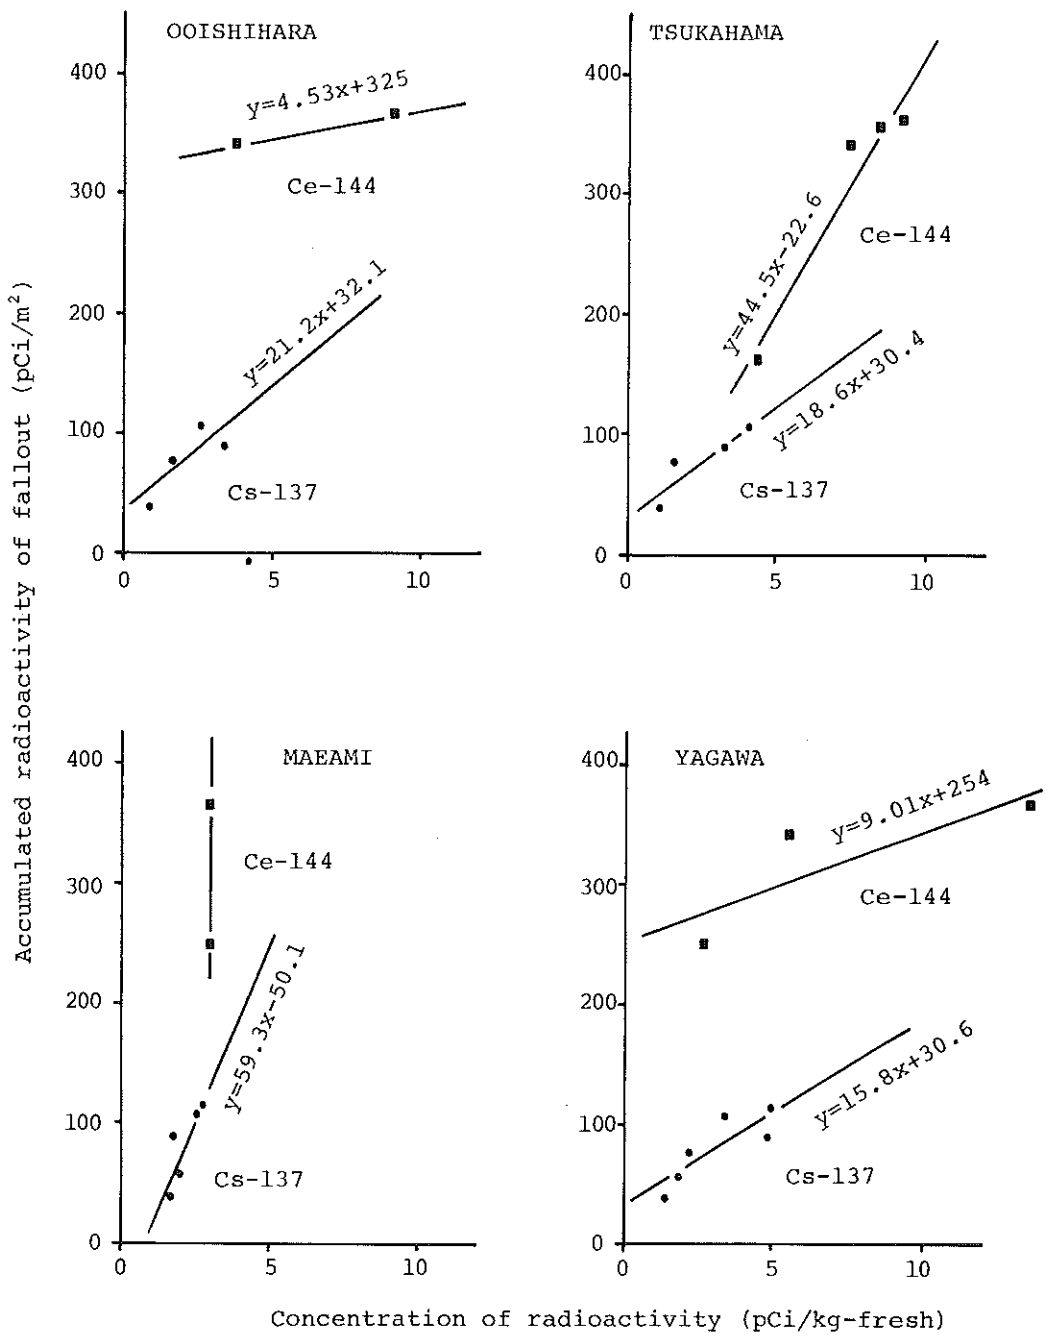 Accumulated radioactivity of fallout (pCi/m²)
OOISHIHARA
400
300
200
100
0
y=4.53x+325
Ce-144
y=21.2x+32.1
Cs-137
0 5 10
TSUKAHAMA
400
300
200
100
0
y=44.5x-22.6
Ce-144
y=18.6x+30.4
Cs-137
0 5 10
MAEAMI
400
300
200
100
0
Ce-144
y=59.3x-50.1
Cs-137
0 5 10
YAGAWA
400
300
200
100
0
y=9.01x+254
Ce-144
y=15.8x+30.6
Cs-137
0 5 10
Concentration of radioactivity (pCi/kg-fresh)